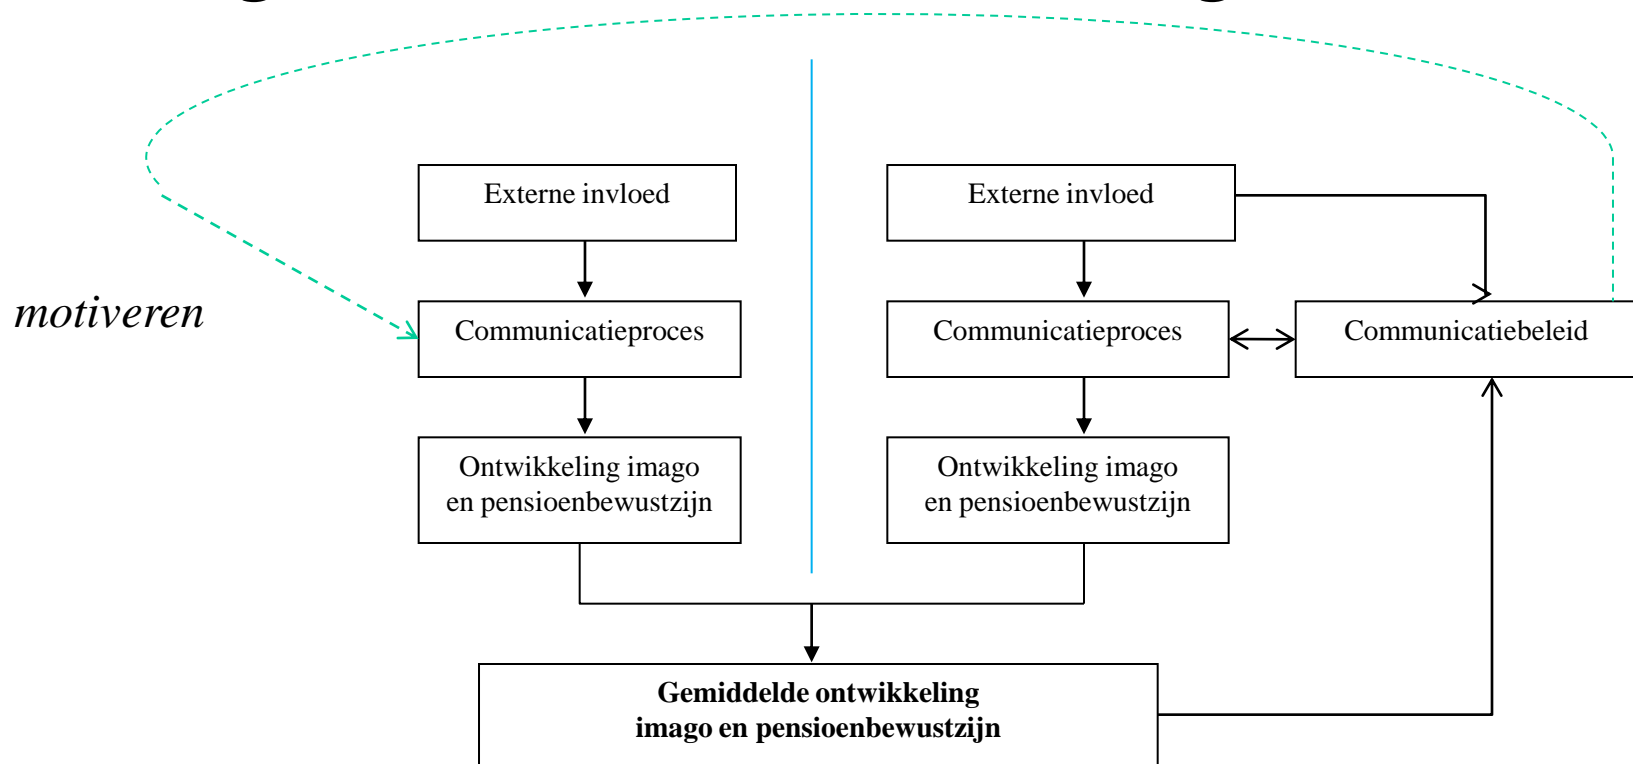 Externe invloed
Externe invloed
motiveren
Communicatieproces
Communicatieproces
Communicatiebeleid
Ontwikkeling imago
en pensioenbewustzijn
Ontwikkeling imago
en pensioenbewustzijn
Gemiddelde ontwikkeling
imago en pensioenbewustzijn